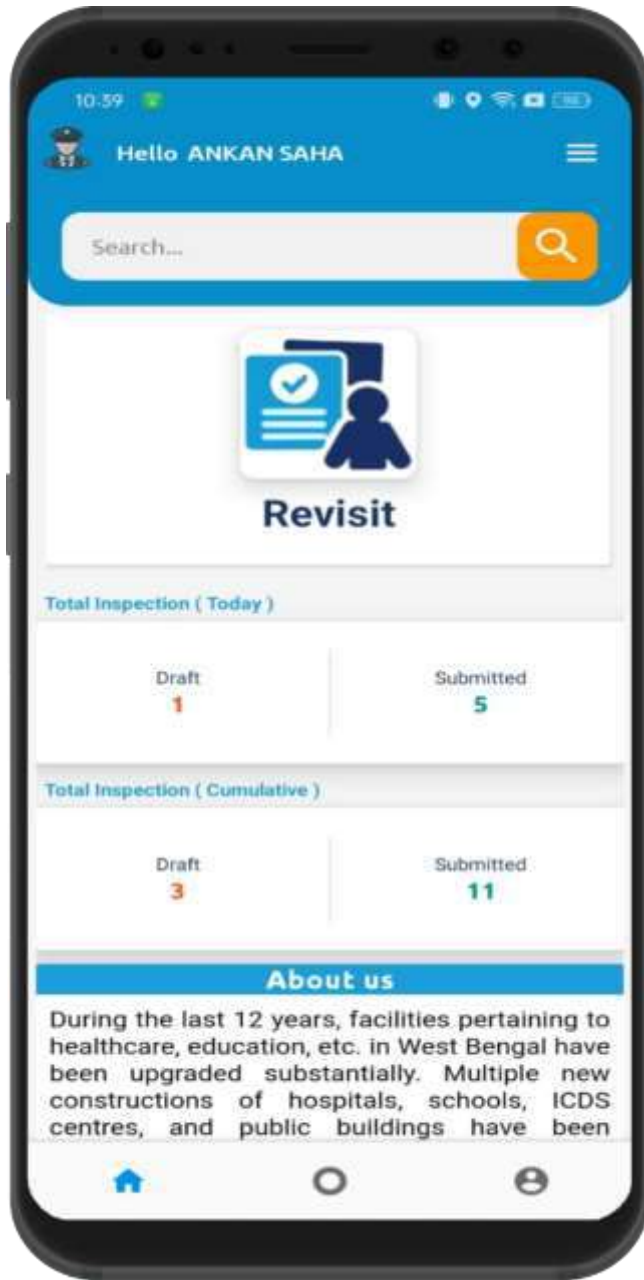 10:39
Hello ANKAN SAHA
Search...
Revisit
Total Inspection ( Today )
Draft
1
Submitted
5
Total Inspection ( Cumulative )
Draft
3
Submitted
11
About us
During the last 12 years, facilities pertaining to
healthcare, education, etc. in West Bengal have
been upgraded substantially. Multiple new
constructions of hospitals, schools, ICDS
centres, and public buildings have been